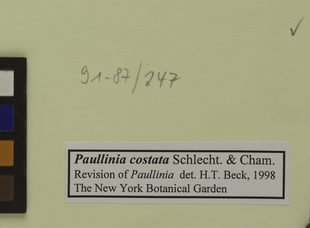 91-87/247
Paullinia costata Schlecht. & Cham.
Revision of Paullinia det. H.T. Beck, 1998
The New York Botanical Garden